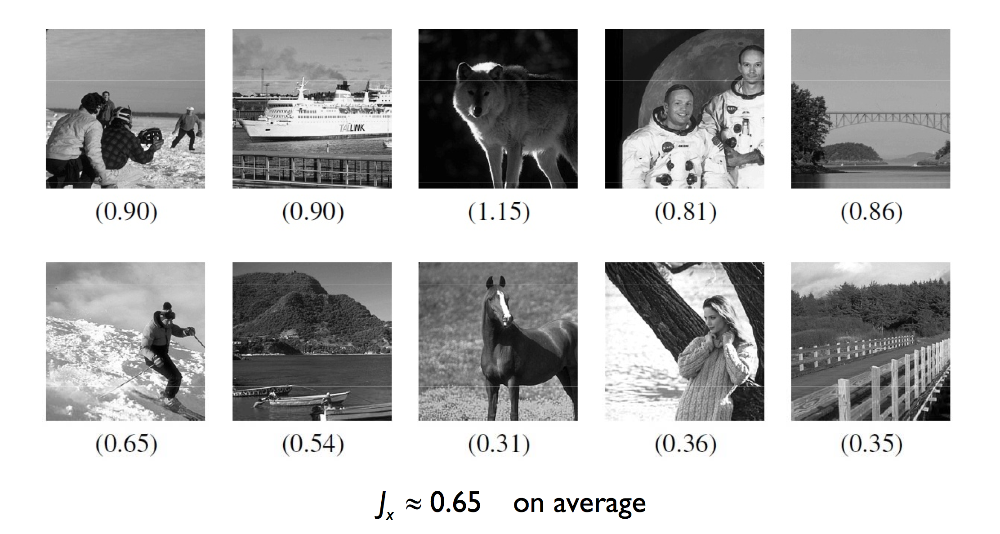 TALLINK
(0.90) (0.90) (1.15) (0.81) (0.86)
(0.65) (0.54) (0.31) (0.36) (0.35)
Jx ≈ 0.65 on average